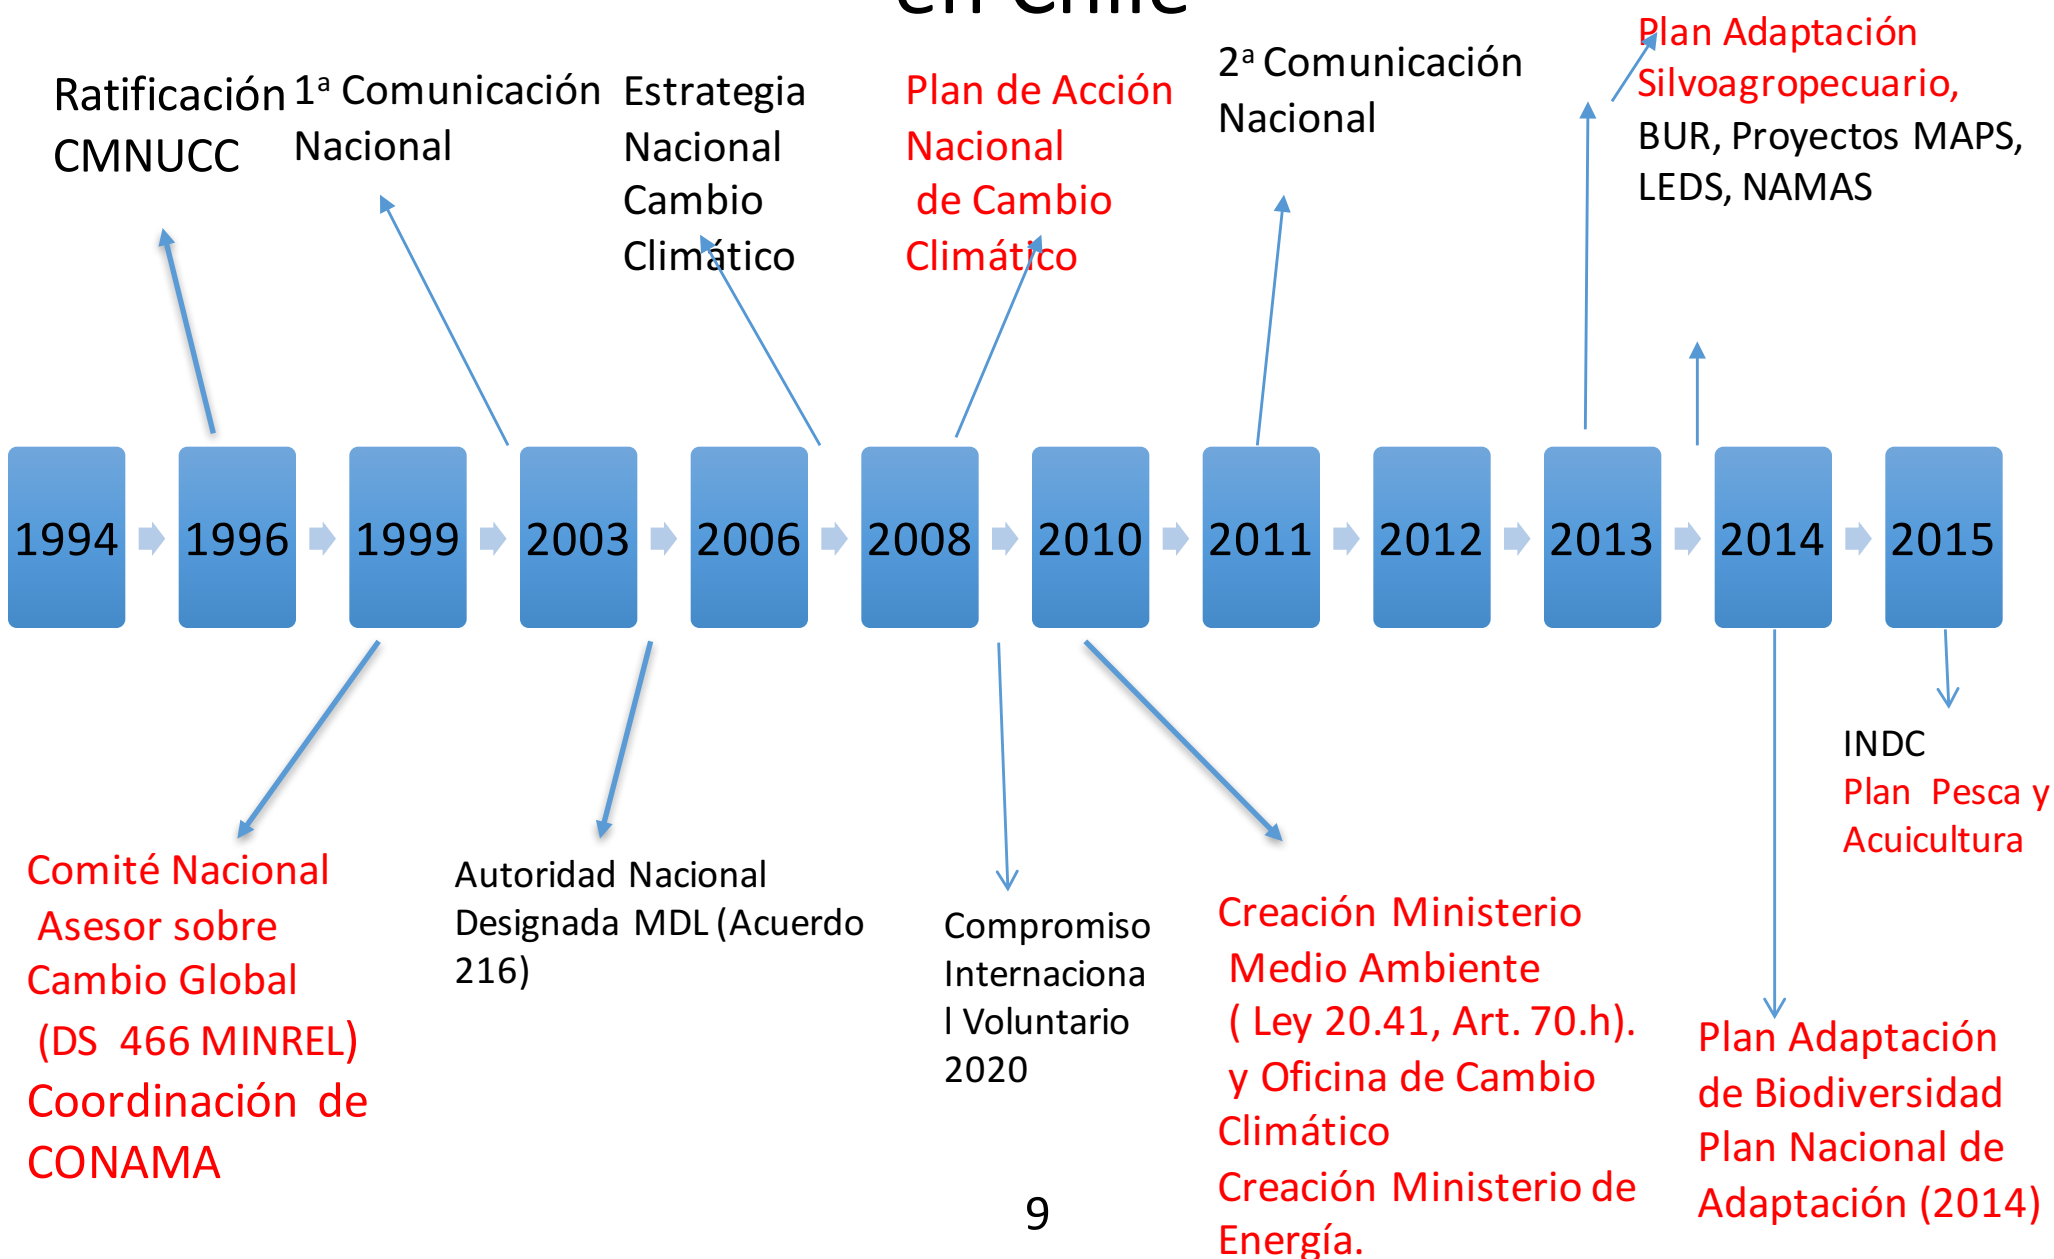 en Chile
Ratificación
CMNUCC
1ª Comunicación
Nacional
Estrategia
Nacional
Cambio
Climático
Plan de Acción
Nacional
de Cambio
Climático
2ª Comunicación
Nacional
Plan Adaptación
Silvoagropecuario,
BUR, Proyectos MAPS,
LEDS, NAMAS
1994
1996
1999
2003
2006
2008
2010
2011
2012
2013
2014
2015
Comité Nacional
Asesor sobre
Cambio Global
(DS 466 MINREL)
Coordinación de
CONAMA
Autoridad Nacional
Designada MDL (Acuerdo
216)
Compromiso
Internaciona
l Voluntario
2020
Creación Ministerio
Medio Ambiente
( Ley 20.41, Art. 70.h).
y Oficina de Cambio
Climático
Creación Ministerio de
Energía.
Plan Adaptación
de Biodiversidad
Plan Nacional de
Adaptación (2014)
INDC
Plan Pesca y
Acuicultura
9